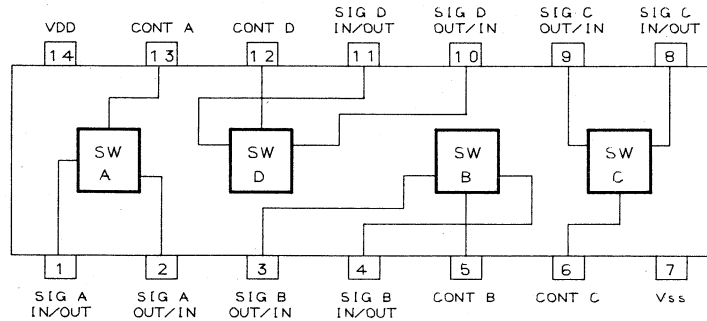 VDD CONT A CONT D SIG D SIG D SIG C SIG C
IN/OUT OUT/IN OUT/IN IN/OUT
14 13 12 11 10 9 8
SW SW SW SW
A D B C
1 2 3 4 5 6 7
SIG A SIG A SIG B SIG B CONT B CONT C Vss
IN/OUT OUT/IN OUT/IN IN/OUT